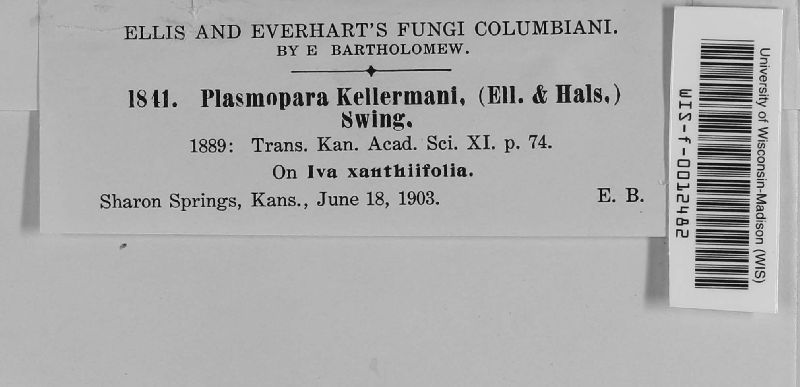 ELLIS AND EVERHART'S FUNGI COLUMBIANI.
BY E BARTHOLOMEW.
1841. Plasmopara Kellermani, (Ell. & Hals.)
Swing.
1889: Trans. Kan. Acad. Sci. XI. p. 74.
On Iva xanthiifolia.
Sharon Springs, Kans., June 18, 1903. E. B.
University of Wisconsin-Madison (WIS)
WIS-f-0012482